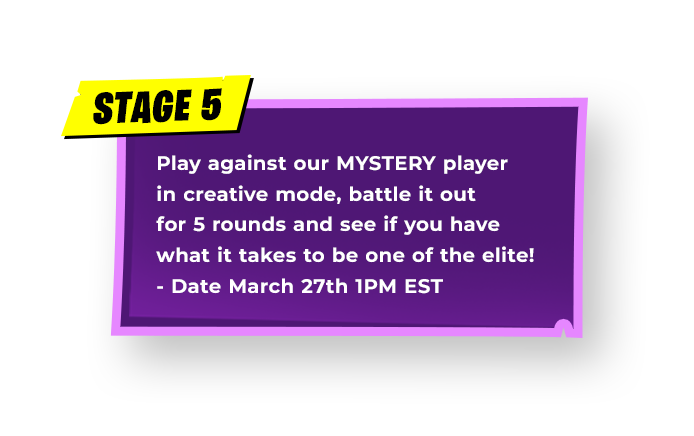 STAGE 5
Play against our MYSTERY player
in creative mode, battle it out
for 5 rounds and see if you have
what it takes to be one of the elite!
- Date March 27th 1PM EST